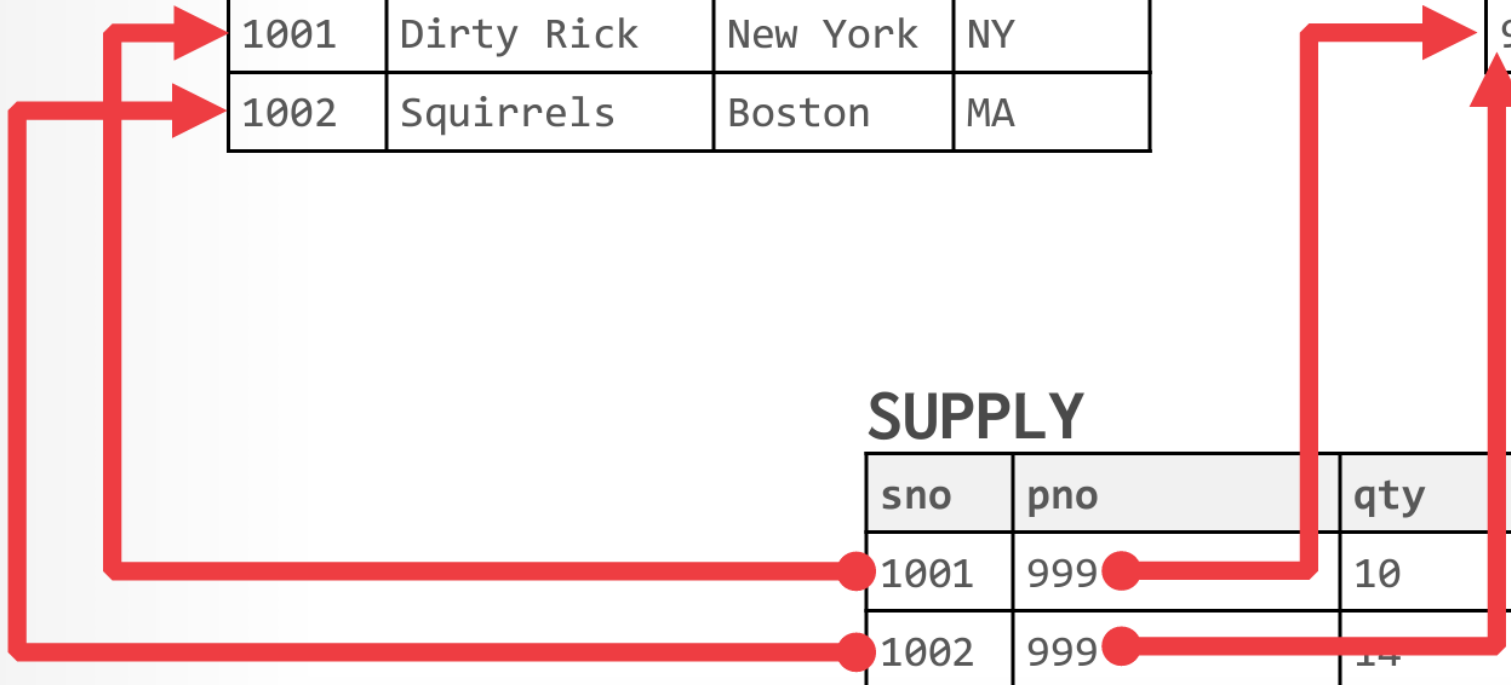 1001 Dirty Rick New York NY
1002 Squirrels Boston MA
SUPPLY
sno pno qty
1001 999 10
1002 999 14